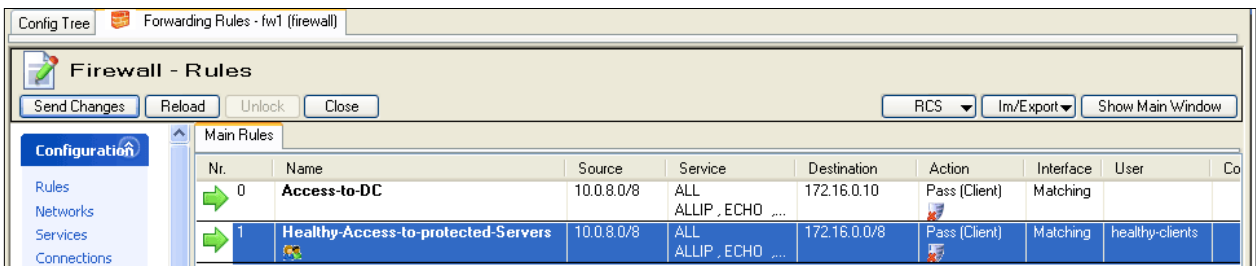 Config Tree Forwarding Rules - fw1 (firewall)
Firewall - Rules
Send Changes Reload Unlock Close RCS Im/Export Show Main Window
Configuration
Main Rules
Nr. Name Source Service Destination Action Interface User Co
0 Access-to-DC 10.0.8.0/8 ALL 172.16.0.10 Pass (Client) Matching
ALLIP , ECHO ,...
1 Healthy-Access-to-protected-Servers 10.0.8.0/8 ALL 172.16.0.0/8 Pass (Client) Matching healthy-clients
ALLIP , ECHO ,...
Rules
Networks
Services
Connections